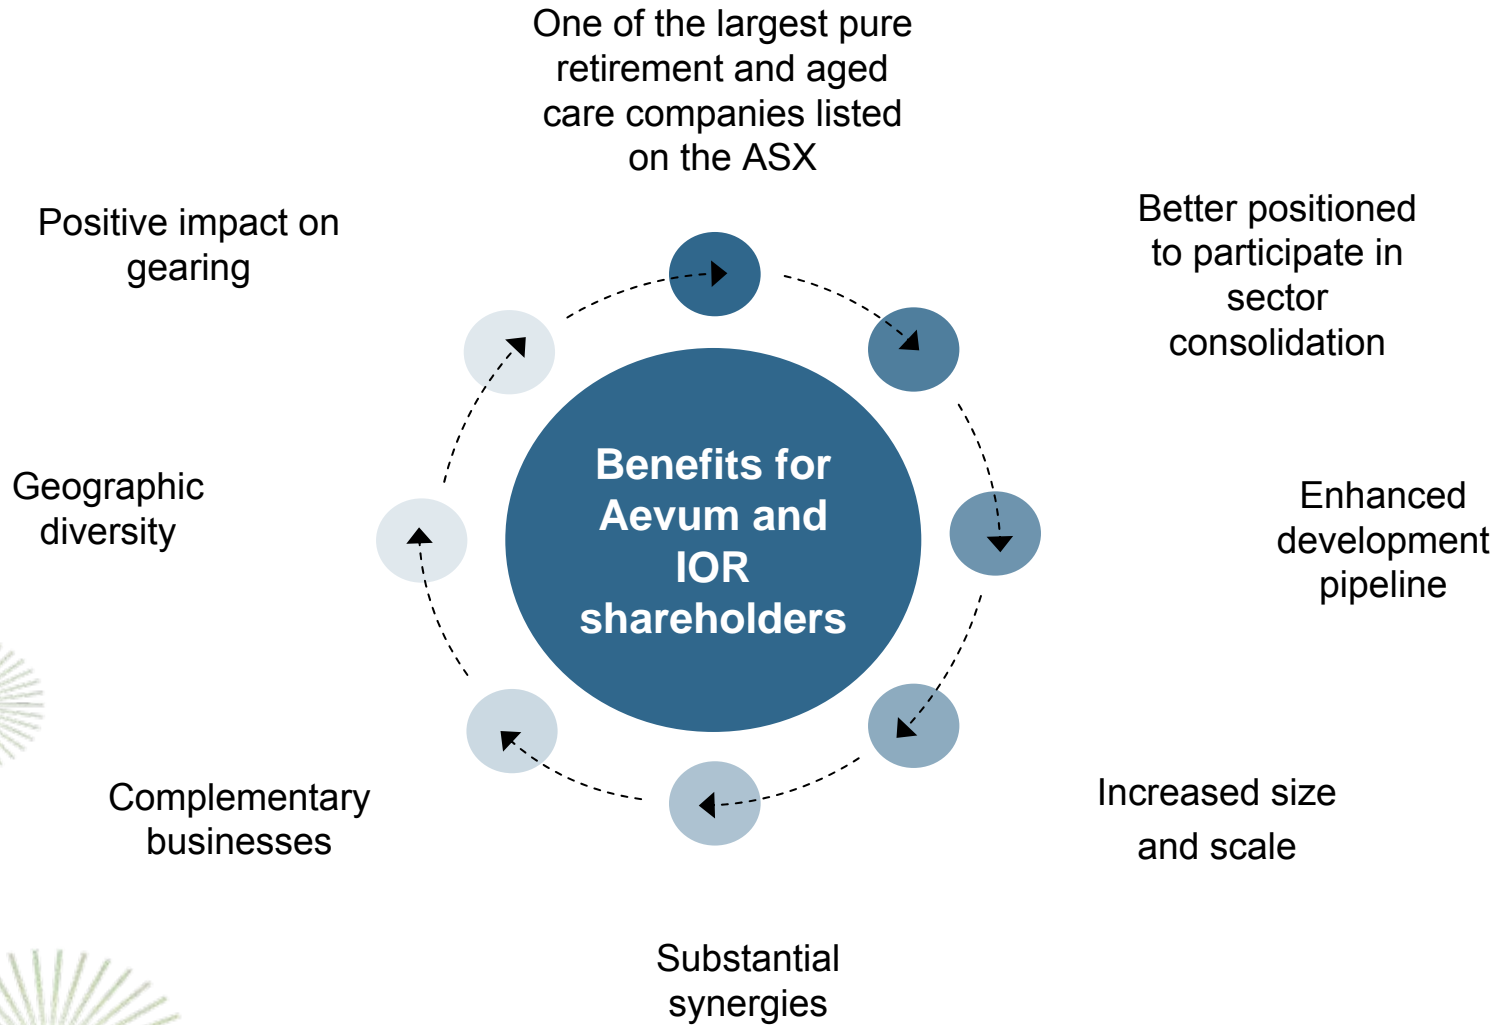 One of the largest pure
retirement and aged
care companies listed
on the ASX
Positive impact on
gearing
Better positioned
to participate in
sector
consolidation
Benefits for
Aevum and
IOR
shareholders
Geographic
diversity
Enhanced
development
pipeline
Complementary
businesses
Increased size
and scale
Substantial
synergies